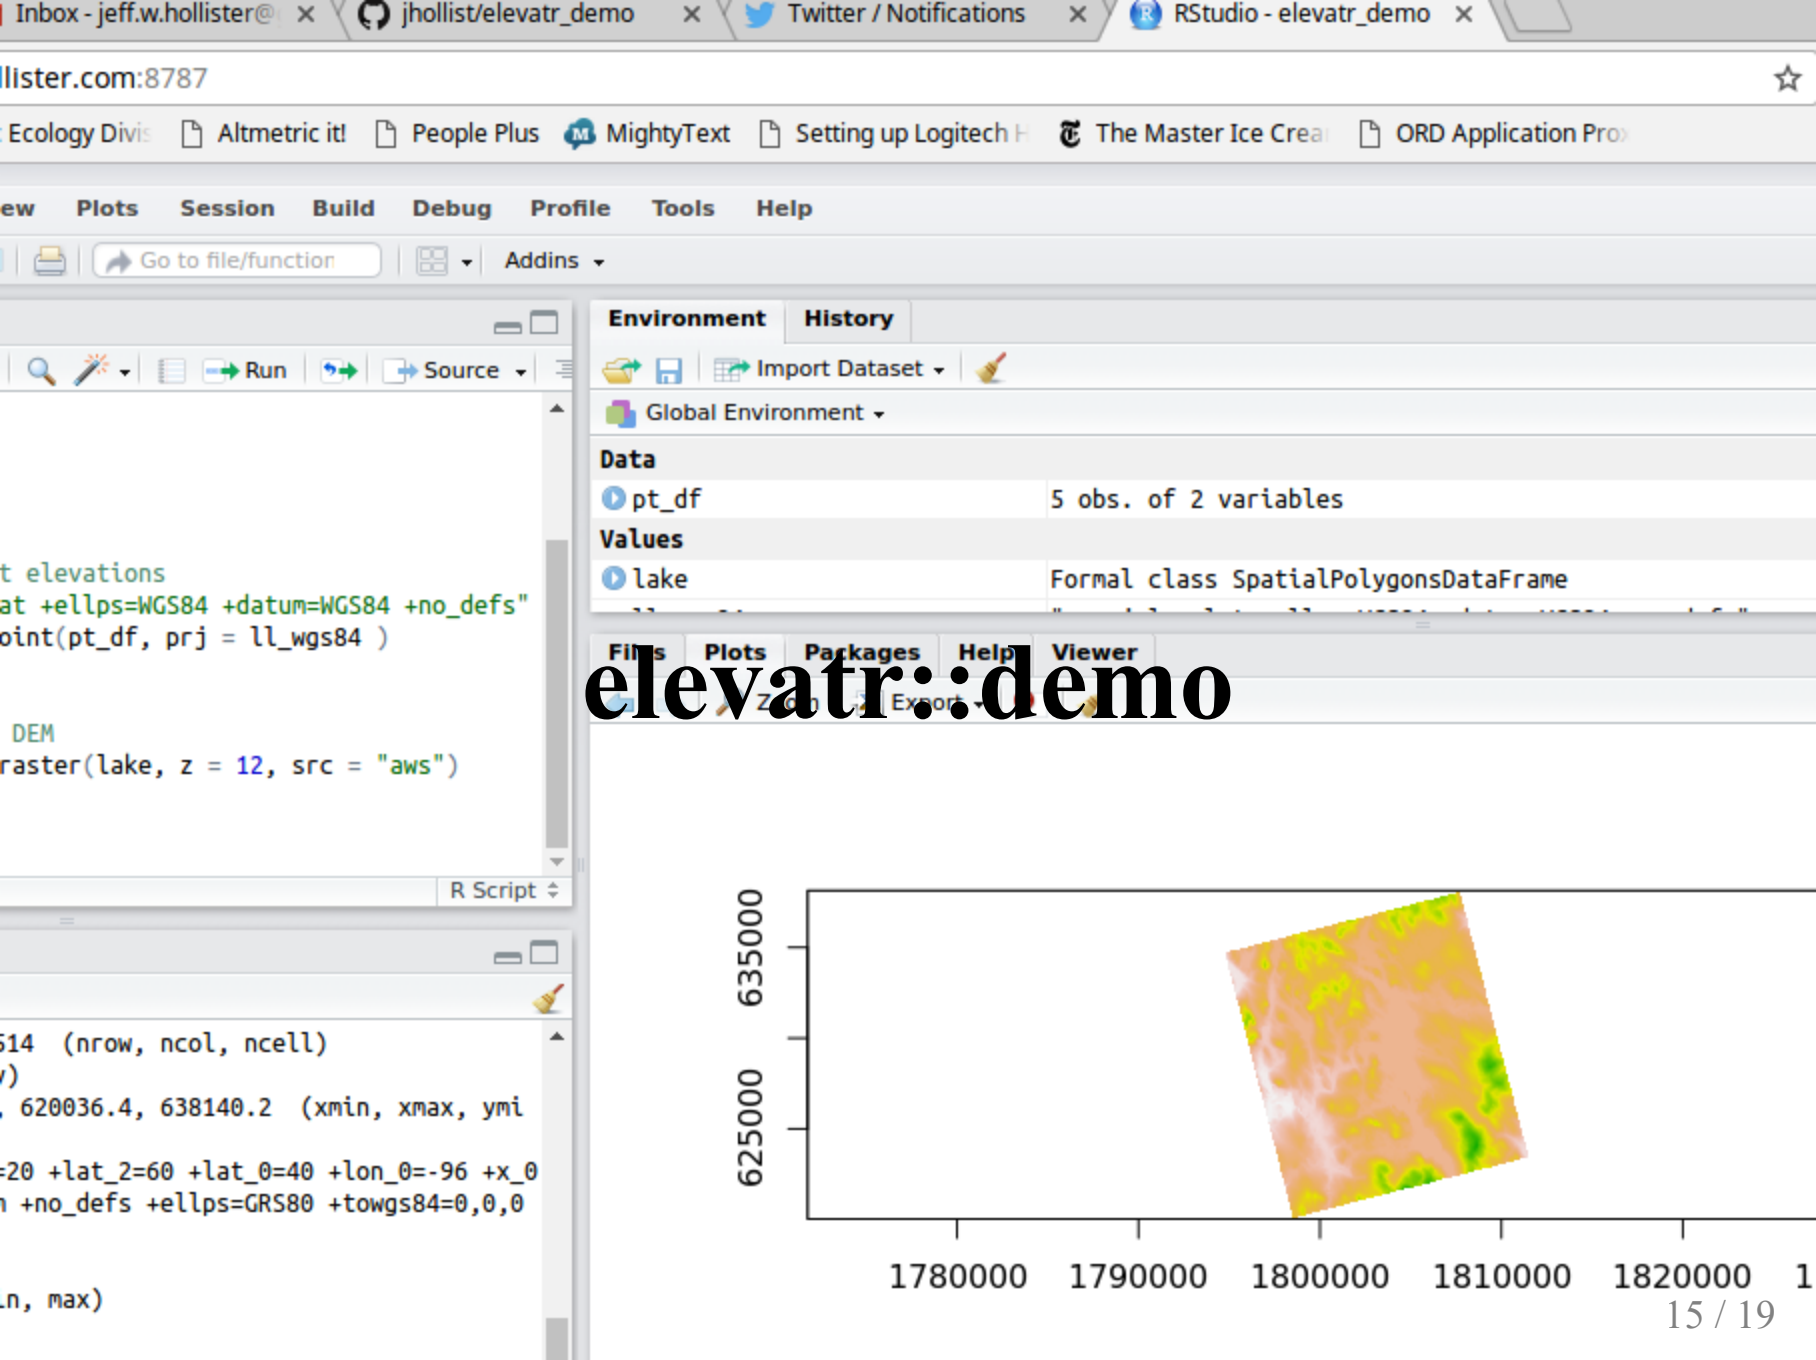 Inbox - jeff.w.hollister@
jhollist/elevatr_demo
Twitter / Notifications
RStudio - elevatr_demo
llister.com:8787
Ecology Divis
Altmetric it!
People Plus
MightyText
Setting up Logitech H
The Master Ice Crea
ORD Application Prox
ew Plots Session Build Debug Profile Tools Help
Go to file/function
Addins
Run
Source
t elevations
at +ellps=WGS84 +datum=WGS84 +no_defs"
oint(pt_df, prj = ll_wgs84 )
DEM
raster(lake, z = 12, src = "aws")
R Script
514 (nrow, ncol, ncell)
)
, 620036.4, 638140.2 (xmin, xmax, ymi
=20 +lat_2=60 +lat_0=40 +lon_0=-96 +x_0
+no_defs +ellps=GRS80 +towgs84=0,0,0
in, max)
Environment History
Import Dataset
Global Environment
Data
pt_df 5 obs. of 2 variables
Values
lake Formal class SpatialPolygonsDataFrame
Files Plots Packages Help Viewer
Zoom Export
elevatr::demo
635000
625000
1780000 1790000 1800000 1810000 1820000 1
15 / 19